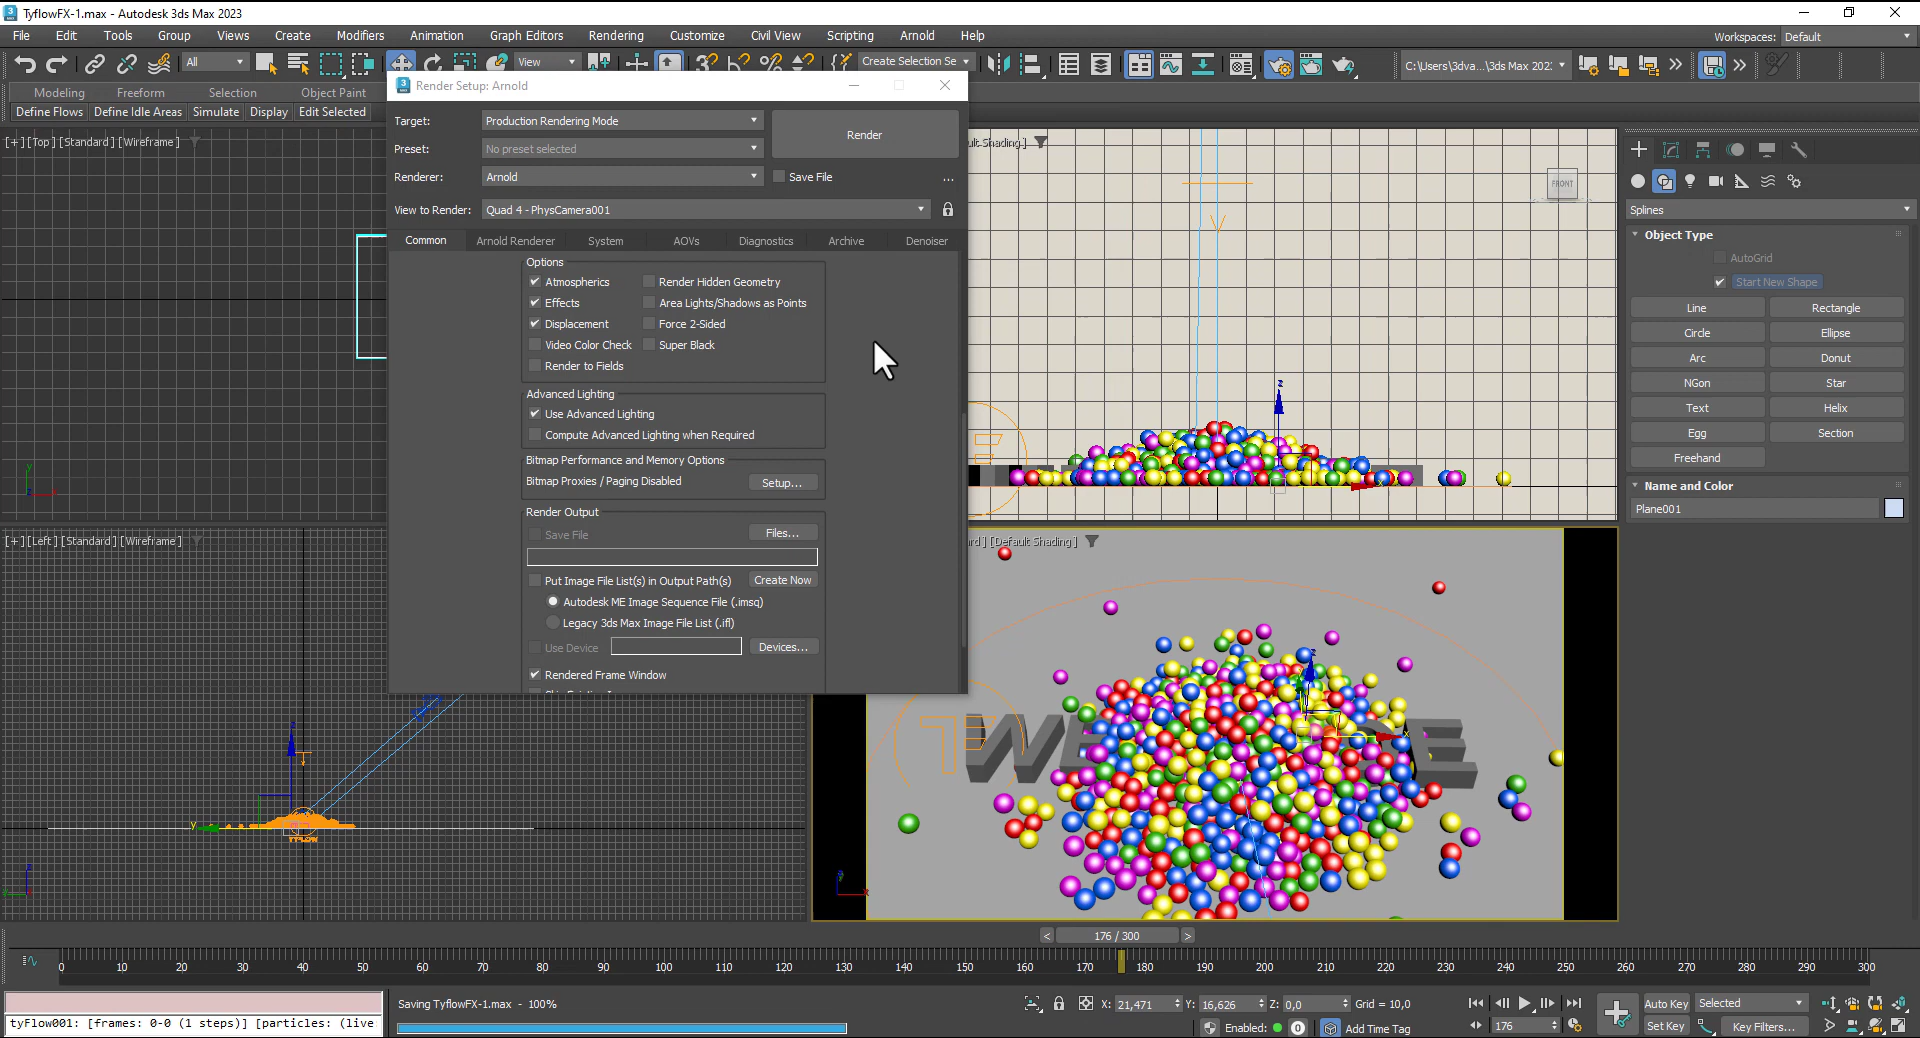 TyflowFX-1.max - Autodesk 3ds Max 2023
File Edit Tools Group Views Create Modifiers Animation Graph Editors Rendering Customize Civil View Scripting Arnold Help
Workspaces: Default
All View Create Selection Se C:\Users\3dva...\3ds Max 202
Modeling Freeform Selection Object Paint
Define Flows Define Idle Areas Simulate Display Edit Selected
Render Setup: Arnold
Target: Production Rendering Mode
Render
Preset: No preset selected
Renderer: Arnold
Save File ...
View to Render: Quad 4 - PhysCamera001
Common Arnold Renderer System AOVs Diagnostics Archive Denoiser
Options
Atmospherics Render Hidden Geometry
Effects Area Lights/Shadows as Points
Displacement Force 2-Sided
Video Color Check Super Black
Render to Fields
Advanced Lighting
Use Advanced Lighting
Compute Advanced Lighting when Required
Bitmap Performance and Memory Options
Bitmap Proxies / Paging Disabled Setup...
Render Output
Save File Files...
Put Image File List(s) in Output Path(s) Create Now
Autodesk ME Image Sequence File (.imsq)
Legacy 3ds Max Image File List (.ifl)
Use Device Devices...
Rendered Frame Window
[+] [Top] [Standard] [Wireframe]
ult Shading]
FRONT
[+] [Left] [Standard] [Wireframe]
rd] [Default Shading]
TYFLOW
Splines
Object Type
AutoGrid
Start New Shape
Line Rectangle
Circle Ellipse
Arc Donut
NGon Star
Text Helix
Egg Section
Freehand
Name and Color
Plane001
< 176 / 300 >
0 10 20 30 40 50 60 70 80 90 100 110 120 130 140 150 160 170 180 190 200 210 220 230 240 250 260 270 280 290 300
Saving TyflowFX-1.max - 100%
X: 21,471 Y: 16,626 Z: 0,0 Grid = 10,0
Auto Key Selected
tyFlow001: [frames: 0-0 (1 steps)] [particles: (live
Enabled: 0 Add Time Tag
176
Set Key Key Filters...